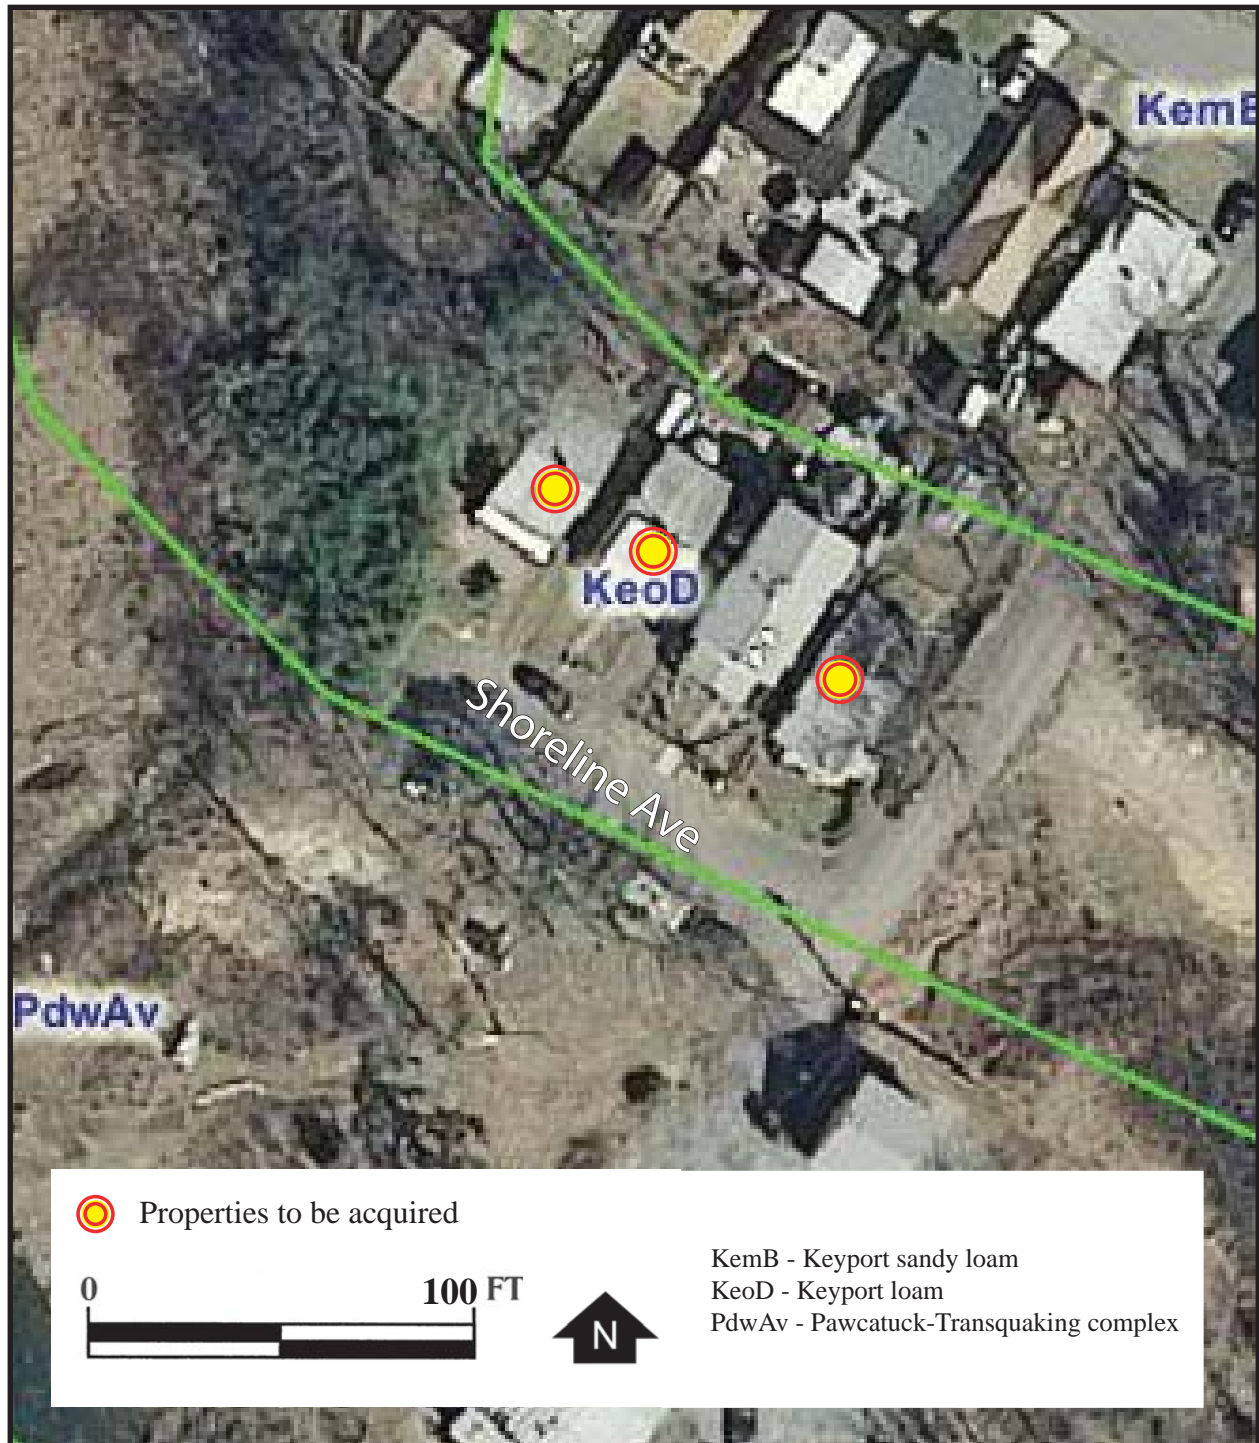 KemB
KeoD
Shoreline Ave
PdwAv
Properties to be acquired
0 100 FT
N
KemB - Keyport sandy loam
KeoD - Keyport loam
PdwAv - Pawcatuck-Transquaking complex